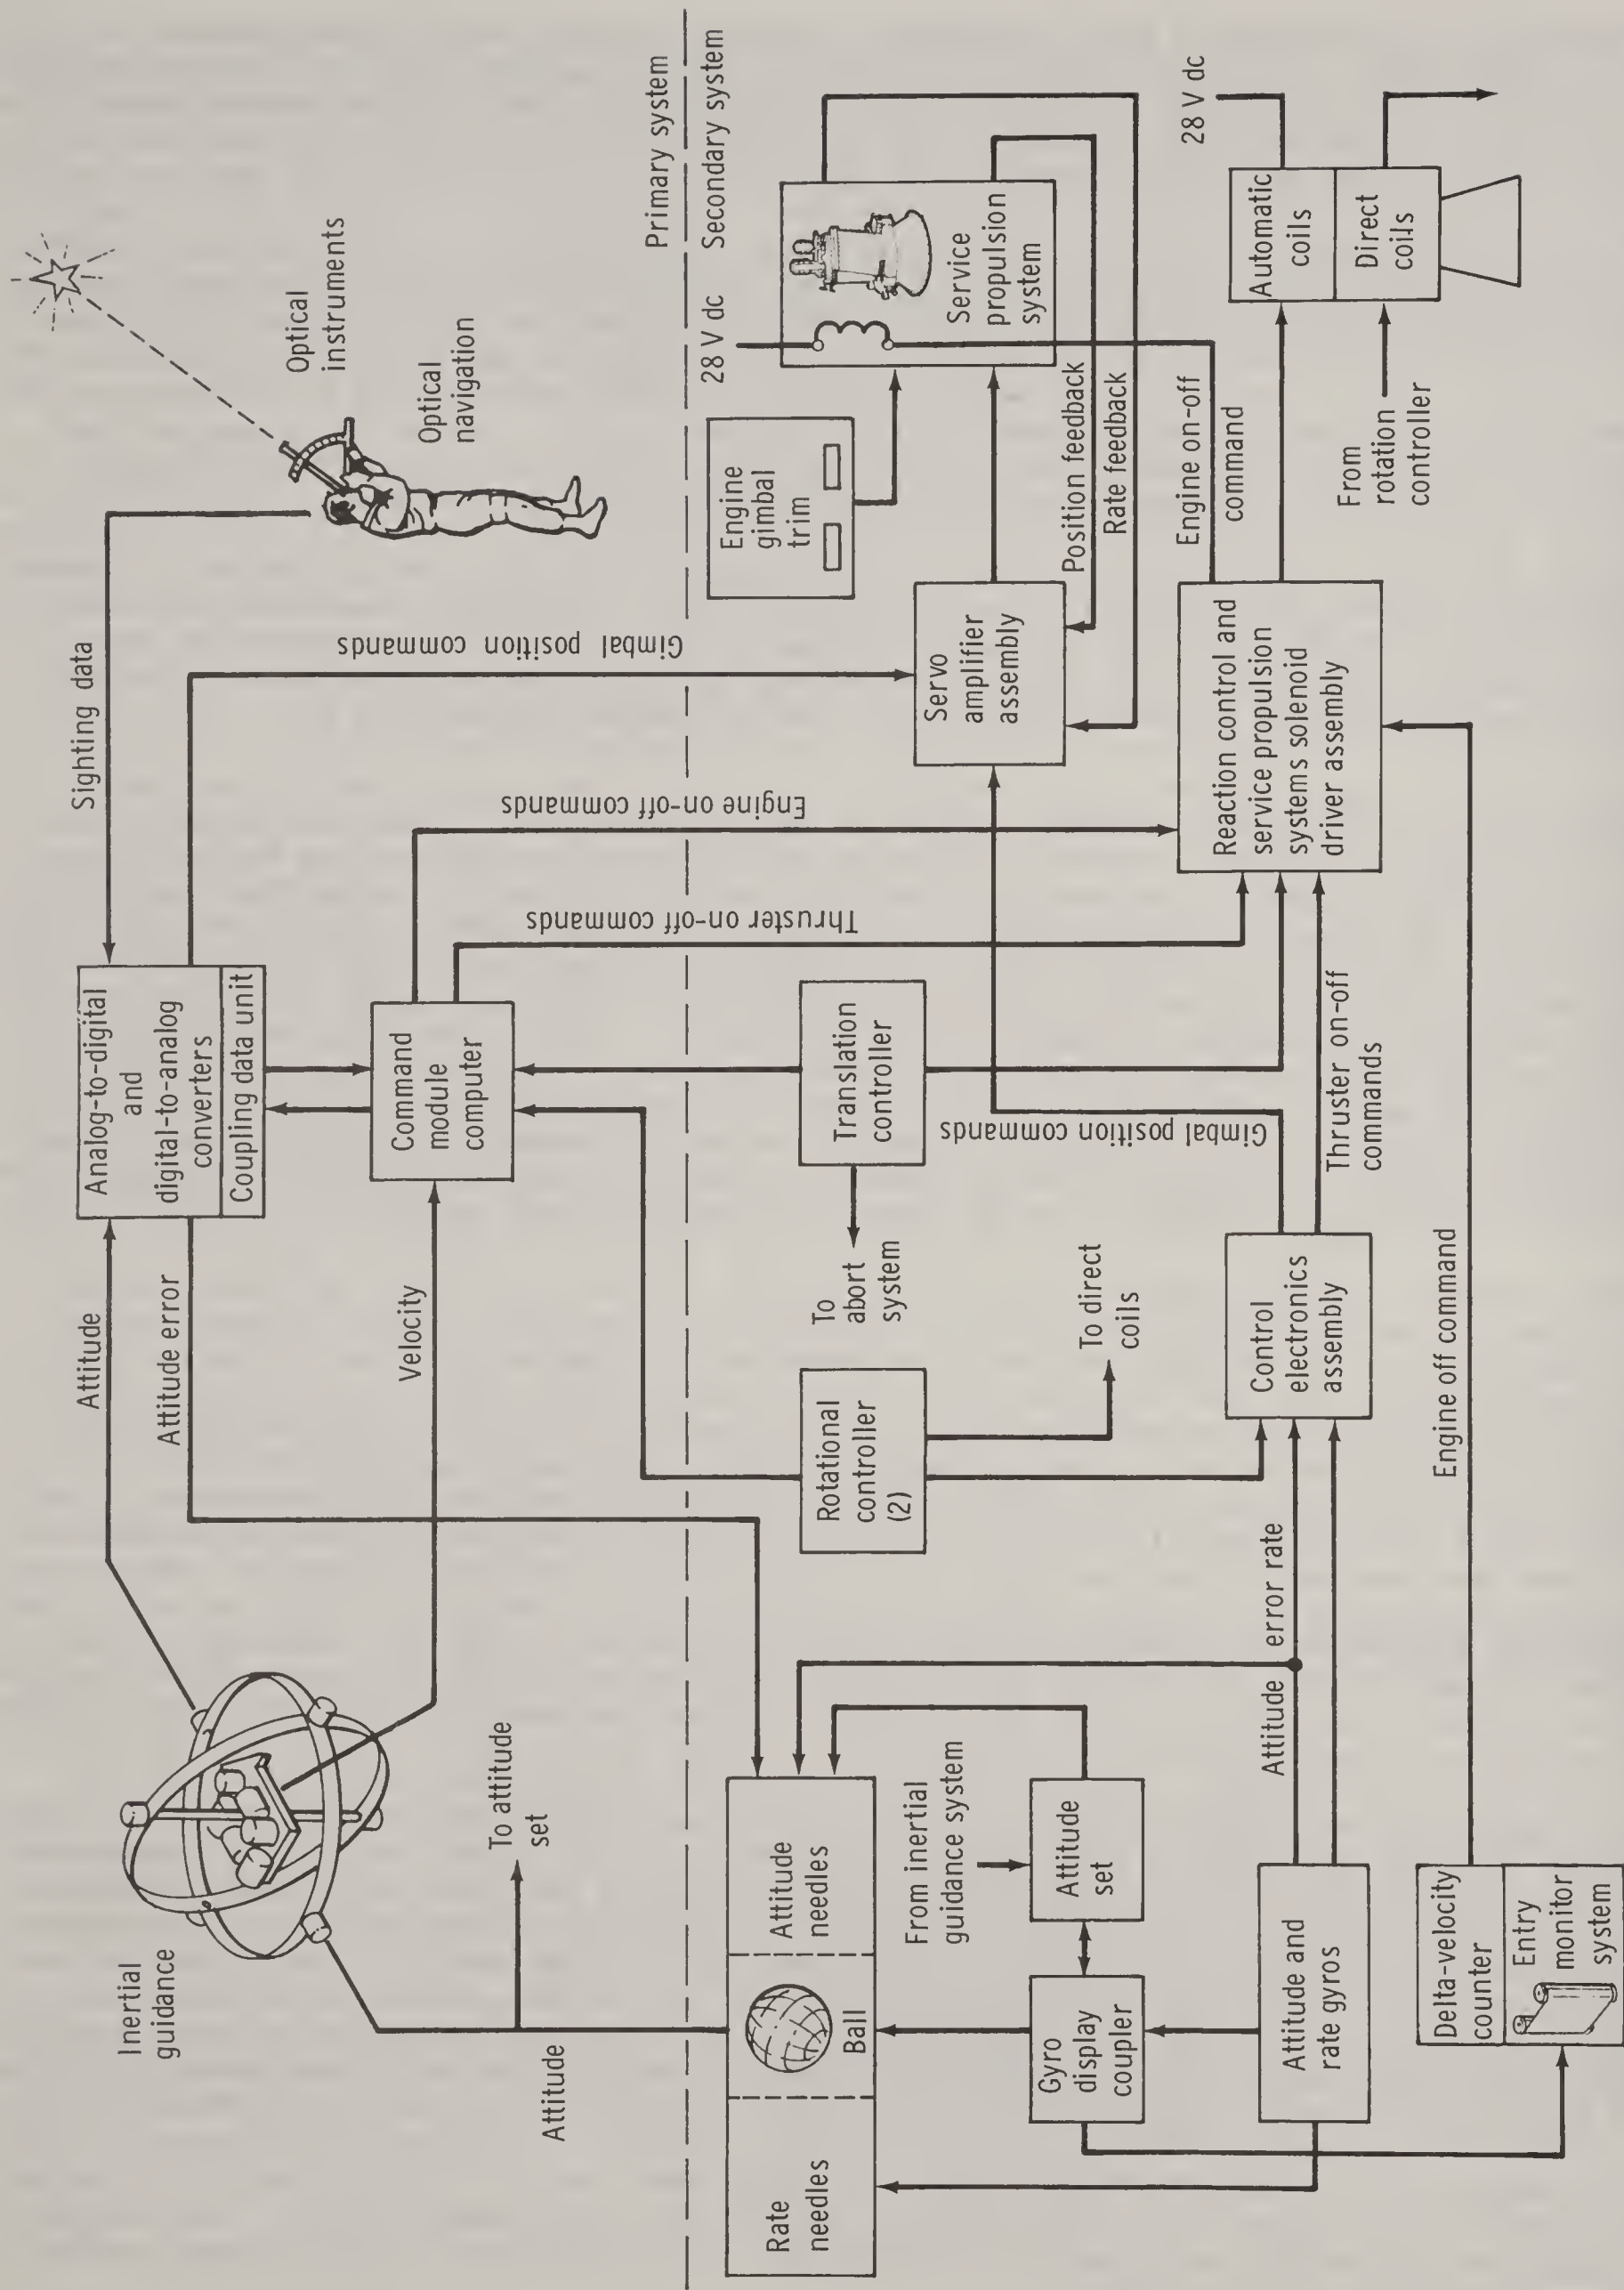 Optical
instruments
Optical
navigation
Sighting data
Analog-to-digital
and
digital-to-analog
converters
Coupling data unit
Attitude
Attitude error
Command
module
computer
Velocity
Inertial
guidance
To attitude
set
Attitude
Gimbal position commands
Engine on-off commands
Thruster on-off commands
Primary system
Secondary system
28 V dc
Service
propulsion
system
Engine
gimbal
trim
Servo
amplifier
assembly
Position feedback
Rate feedback
Engine on-off
command
28 V dc
Automatic
coils
Direct
coils
From
rotation
controller
Reaction control and
service propulsion
systems solenoid
driver assembly
Translation
controller
To
abort
system
Gimbal position commands
Thruster on-off
commands
Rotational
controller
(2)
To direct
coils
Control
electronics
assembly
Engine off command
Attitude error rate
Rate
needles
Ball
Attitude
needles
From inertial
guidance system
Attitude
set
Gyro
display
coupler
Attitude and
rate gyros
Delta-velocity
counter
Entry
monitor
system